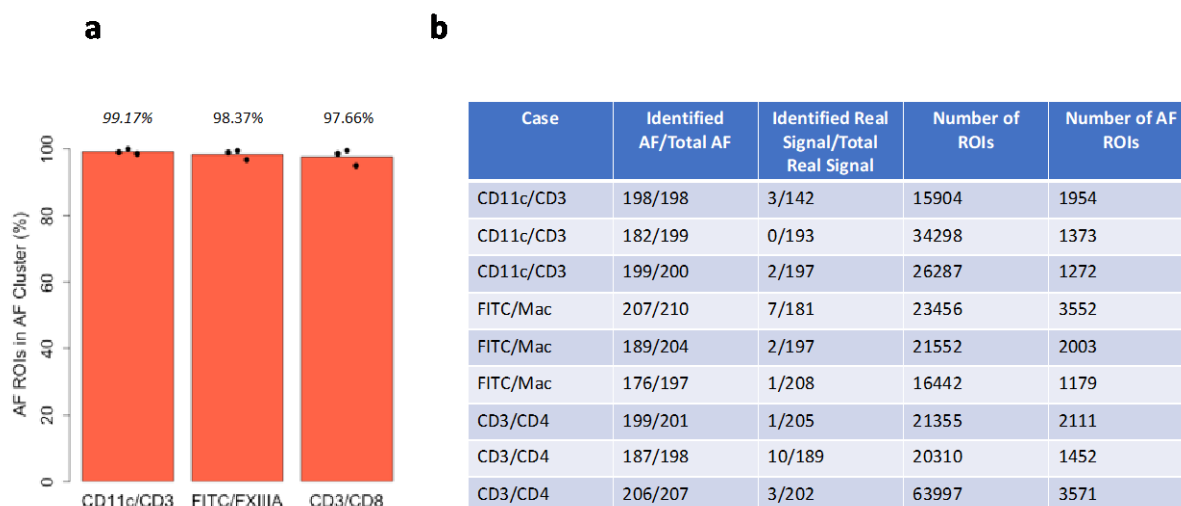 a
b
99.17%
98.37%
97.66%
AF ROIs in AF Cluster (%)
100
80
60
40
20
0
CD11c/CD3
FITC/FXIIIA
CD3/CD8
Case
Identified
AF/Total AF
Identified Real
Signal/Total
Real Signal
Number of
ROIs
Number of AF
ROIs
CD11c/CD3 198/198 3/142 15904 1954
CD11c/CD3 182/199 0/193 34298 1373
CD11c/CD3 199/200 2/197 26287 1272
FITC/Mac 207/210 7/181 23456 3552
FITC/Mac 189/204 2/197 21552 2003
FITC/Mac 176/197 1/208 16442 1179
CD3/CD4 199/201 1/205 21355 2111
CD3/CD4 187/198 10/189 20310 1452
CD3/CD4 206/207 3/202 63997 3571